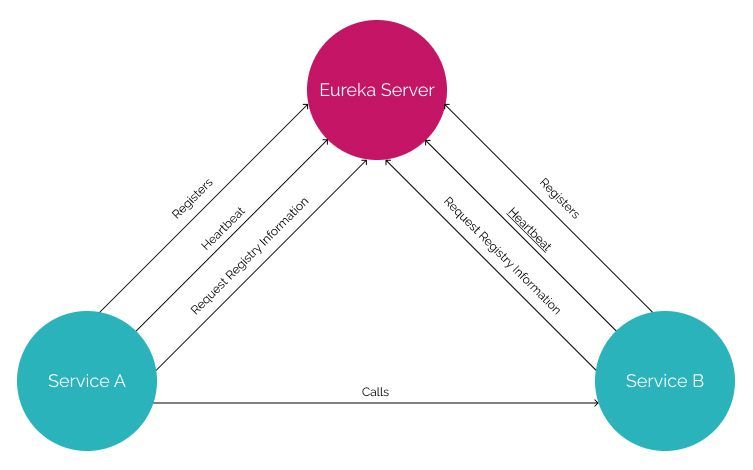 Eureka Server
Registers
Heartbeat
Request Registry Information
Registers
Heartbeat
Request Registry Information
Service A
Calls
Service B